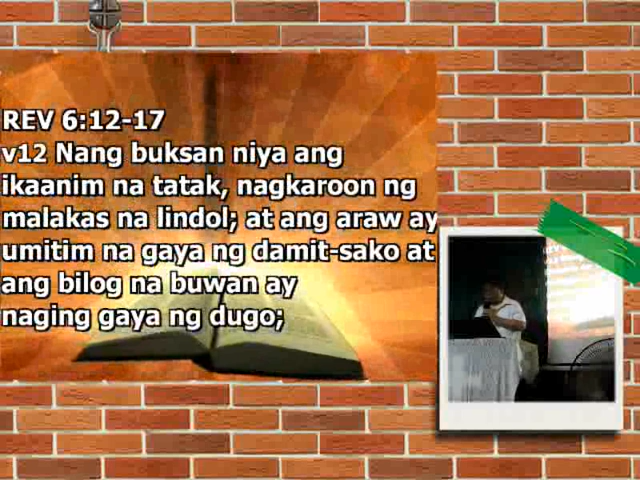 REV 6:12-17
v12 Nang buksan niya ang
ikaanim na tatak, nagkaroon ng
malakas na lindol; at ang araw ay
umitim na gaya ng damit-sako at
ang bilog na buwan ay
naging gaya ng dugo;